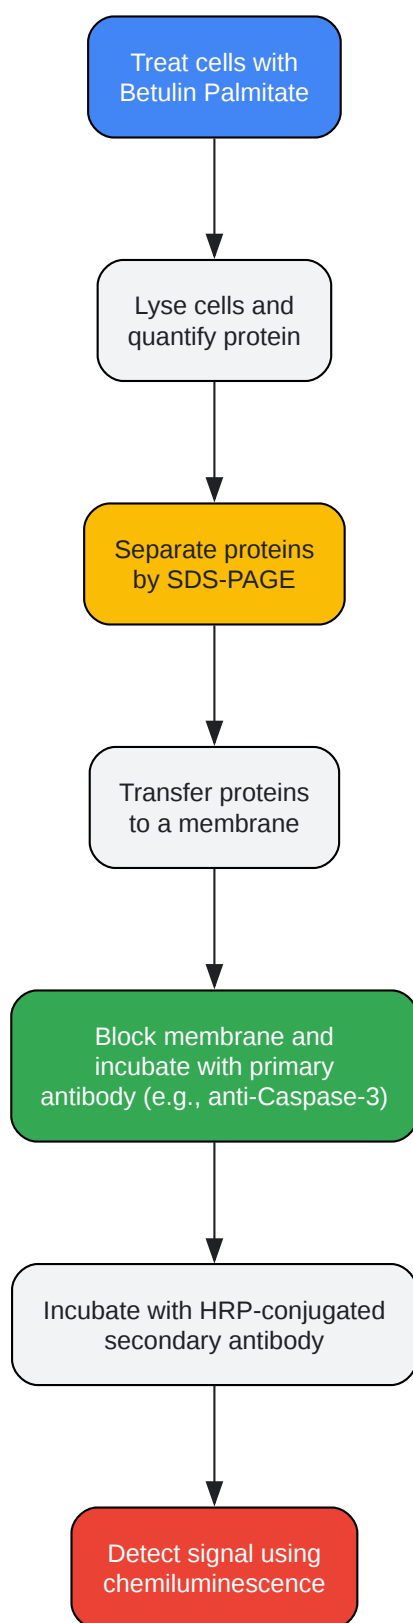 Treat cells with
Betulin Palmitate
Lyse cells and
quantify protein
Separate proteins
by SDS-PAGE
Transfer proteins
to a membrane
Block membrane and
incubate with primary
antibody (e.g., anti-Caspase-3)
Incubate with HRP-conjugated
secondary antibody
Detect signal using
chemiluminescence